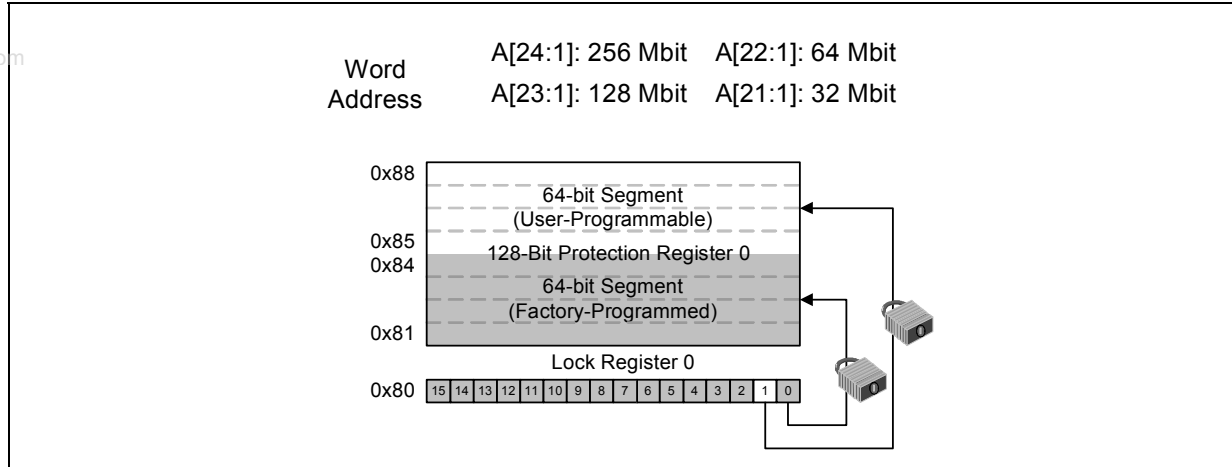 om
Word Address
A[24:1]: 256 Mbit A[22:1]: 64 Mbit
A[23:1]: 128 Mbit A[21:1]: 32 Mbit
0x88
64-bit Segment
(User-Programmable)
0x85
128-Bit Protection Register 0
0x84
64-bit Segment
(Factory-Programmed)
0x81
Lock Register 0
0x80 15 14 13 12 11 10 9 8 7 6 5 4 3 2 1 0